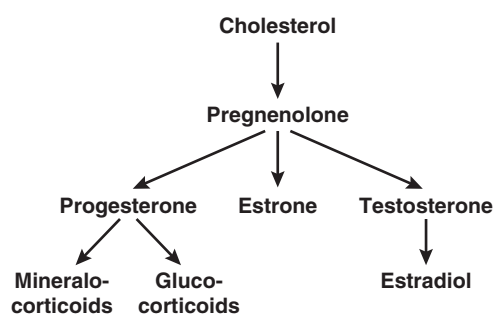 Cholesterol
Pregnenolone
Progesterone
Estrone
Testosterone
Mineralo-
corticoids
Gluco-
corticoids
Estradiol